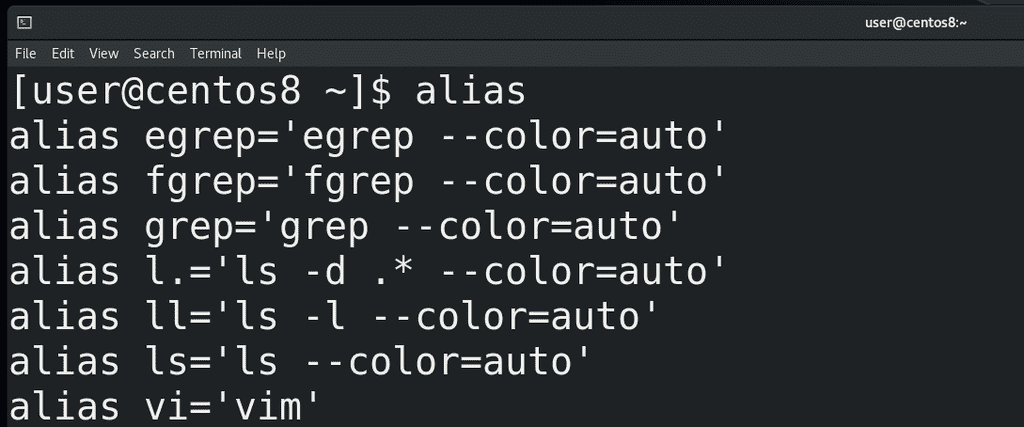 user@centos8:~
File Edit View Search Terminal Help
[user@centos8 ~]$ alias
alias egrep='egrep --color=auto'
alias fgrep='fgrep --color=auto'
alias grep='grep --color=auto'
alias l.='ls -d .* --color=auto'
alias ll='ls -l --color=auto'
alias ls='ls --color=auto'
alias vi='vim'